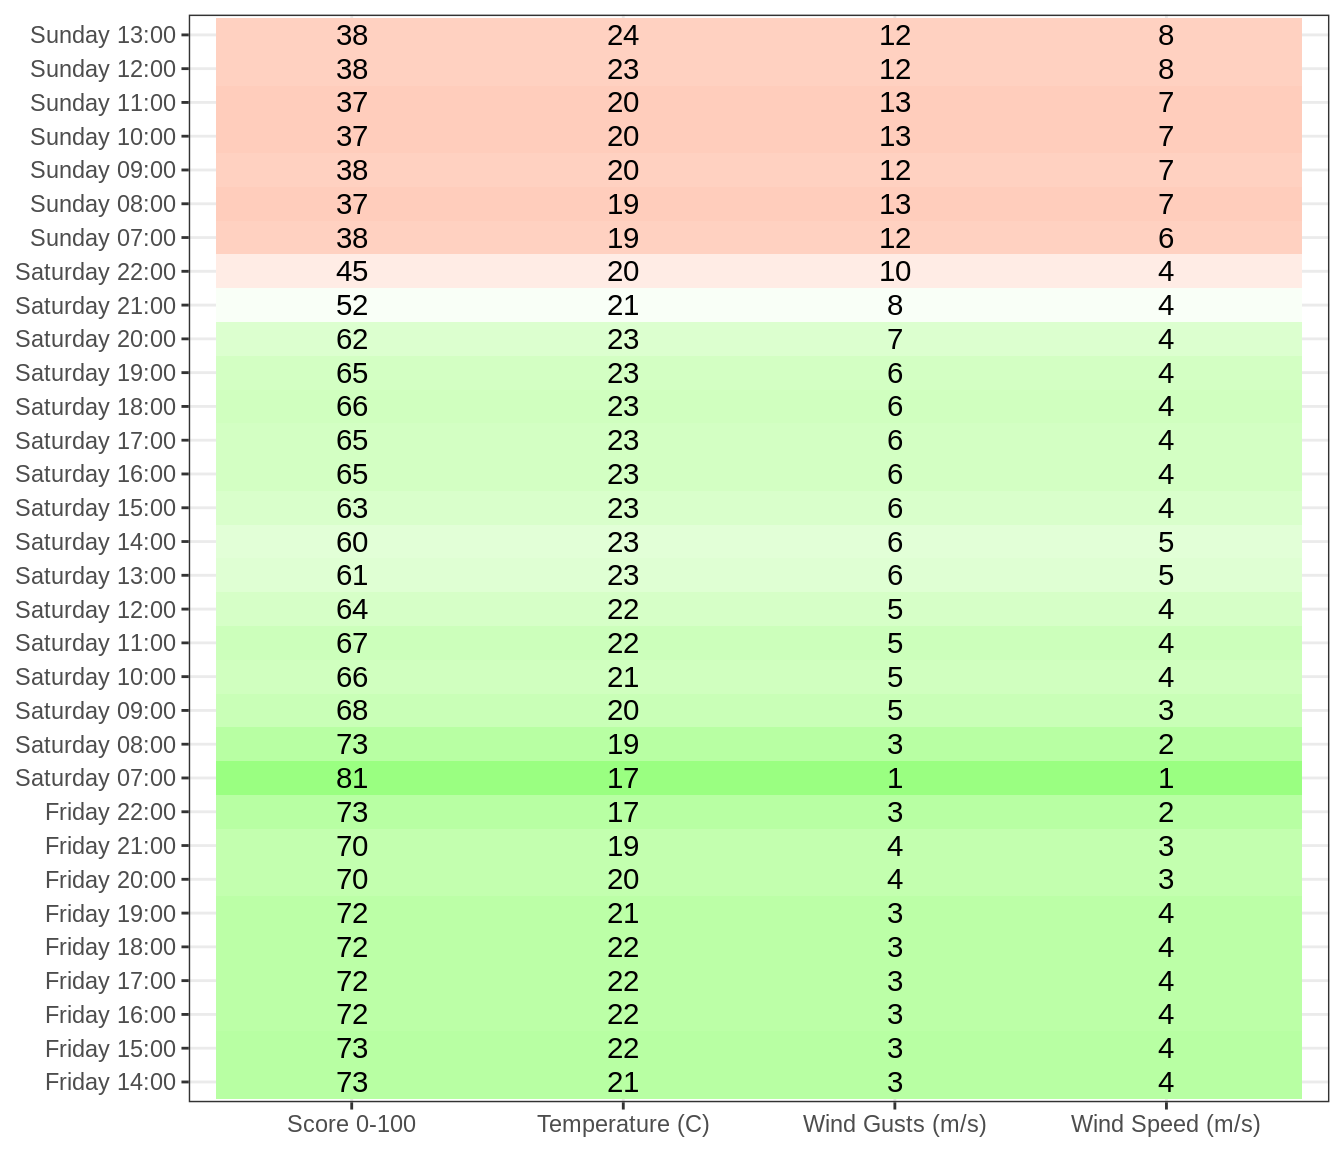 Sunday 13:00 38 24 12 8
Sunday 12:00 38 23 12 8
Sunday 11:00 37 20 13 7
Sunday 10:00 37 20 13 7
Sunday 09:00 38 20 12 7
Sunday 08:00 37 19 13 7
Sunday 07:00 38 19 12 6
Saturday 22:00 45 20 10 4
Saturday 21:00 52 21 8 4
Saturday 20:00 62 23 7 4
Saturday 19:00 65 23 6 4
Saturday 18:00 66 23 6 4
Saturday 17:00 65 23 6 4
Saturday 16:00 65 23 6 4
Saturday 15:00 63 23 6 4
Saturday 14:00 60 23 6 5
Saturday 13:00 61 23 6 5
Saturday 12:00 64 22 5 4
Saturday 11:00 67 22 5 4
Saturday 10:00 66 21 5 4
Saturday 09:00 68 20 5 3
Saturday 08:00 73 19 3 2
Saturday 07:00 81 17 1 1
Friday 22:00 73 17 3 2
Friday 21:00 70 19 4 3
Friday 20:00 70 20 4 3
Friday 19:00 72 21 3 4
Friday 18:00 72 22 3 4
Friday 17:00 72 22 3 4
Friday 16:00 72 22 3 4
Friday 15:00 73 22 3 4
Friday 14:00 73 21 3 4
Score 0-100 Temperature (C) Wind Gusts (m/s) Wind Speed (m/s)